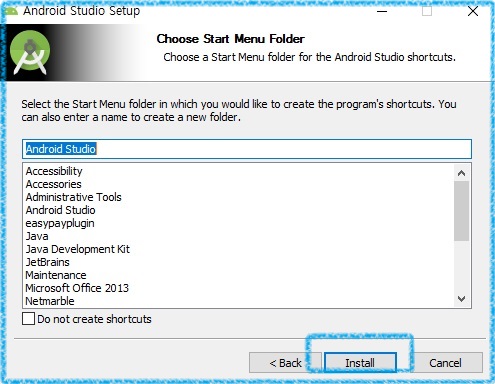 Android Studio Setup
Choose Start Menu Folder
Choose a Start Menu folder for the Android Studio shortcuts.
Select the Start Menu folder in which you would like to create the program's shortcuts. You
can also enter a name to create a new folder.
Android Studio
Accessibility
Accessories
Administrative Tools
Android Studio
easypayplugin
Java
Java Development Kit
JetBrains
Maintenance
Microsoft Office 2013
Netmarble
Do not create shortcuts
< Back
Install
Cancel